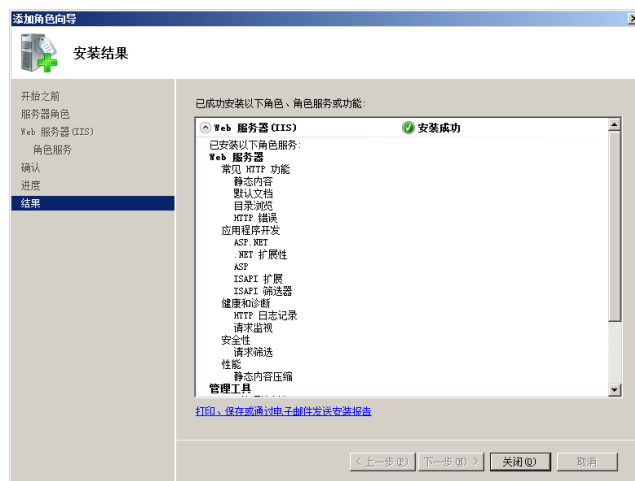 添加角色向导
安装结果
开始之前
服务器角色
Web 服务器(IIS)
角色服务
确认
进度
结果
已成功安装以下角色、角色服务或功能:
Web 服务器(IIS) 安装成功
已安装以下角色服务:
Web 服务器
常见 HTTP 功能
静态内容
默认文档
目录浏览
HTTP 错误
应用程序开发
ASP.NET
.NET 扩展性
ASP
ISAPI 扩展
ISAPI 筛选器
健康和诊断
HTTP 日志记录
请求监视
安全性
请求筛选
性能
静态内容压缩
管理工具
打印、保存或通过电子邮件发送安装报告
< 上一步(P) 下一步(N) > 关闭(O) 取消